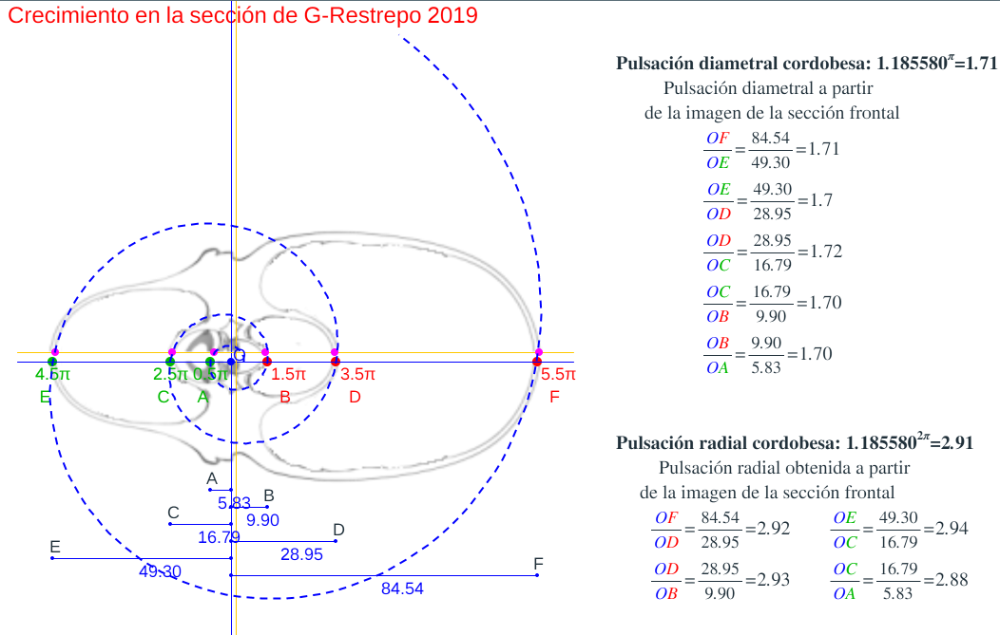 Crecimiento en la sección de G-Restrepo 2019
G
4.5π 2.5π 0.5π 1.5π 3.5π 5.5π
E C A B D F
A
5.83
B
9.90
C
16.79
D
28.95
E
49.30
F
84.54
Pulsación diametral cordobesa: 1.185580^π=1.71
Pulsación diametral a partir
de la imagen de la sección frontal
OF/OE=84.54/49.30=1.71
OE/OD=49.30/28.95=1.7
OD/OC=28.95/16.79=1.72
OC/OB=16.79/9.90=1.70
OB/OA=9.90/5.83=1.70
Pulsación radial cordobesa: 1.185580^2π=2.91
Pulsación radial obtenida a partir
de la imagen de la sección frontal
OF/OD=84.54/28.95=2.92 OE/OC=49.30/16.79=2.94
OD/OB=28.95/9.90=2.93 OC/OA=16.79/5.83=2.88